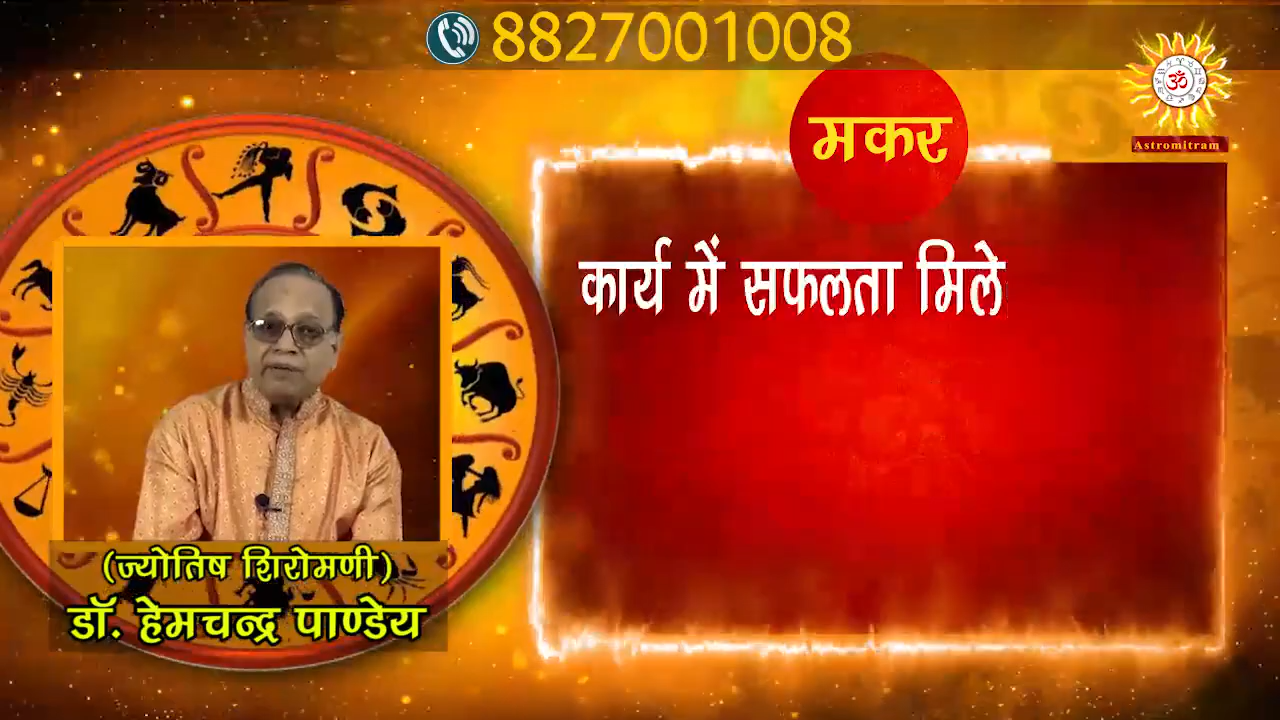 8827001008
Astromitram
मकर
कार्य में सफलता मिले
(ज्योतिष शिरोमणी)
डॉ. हेमचन्द्र पाण्डेय